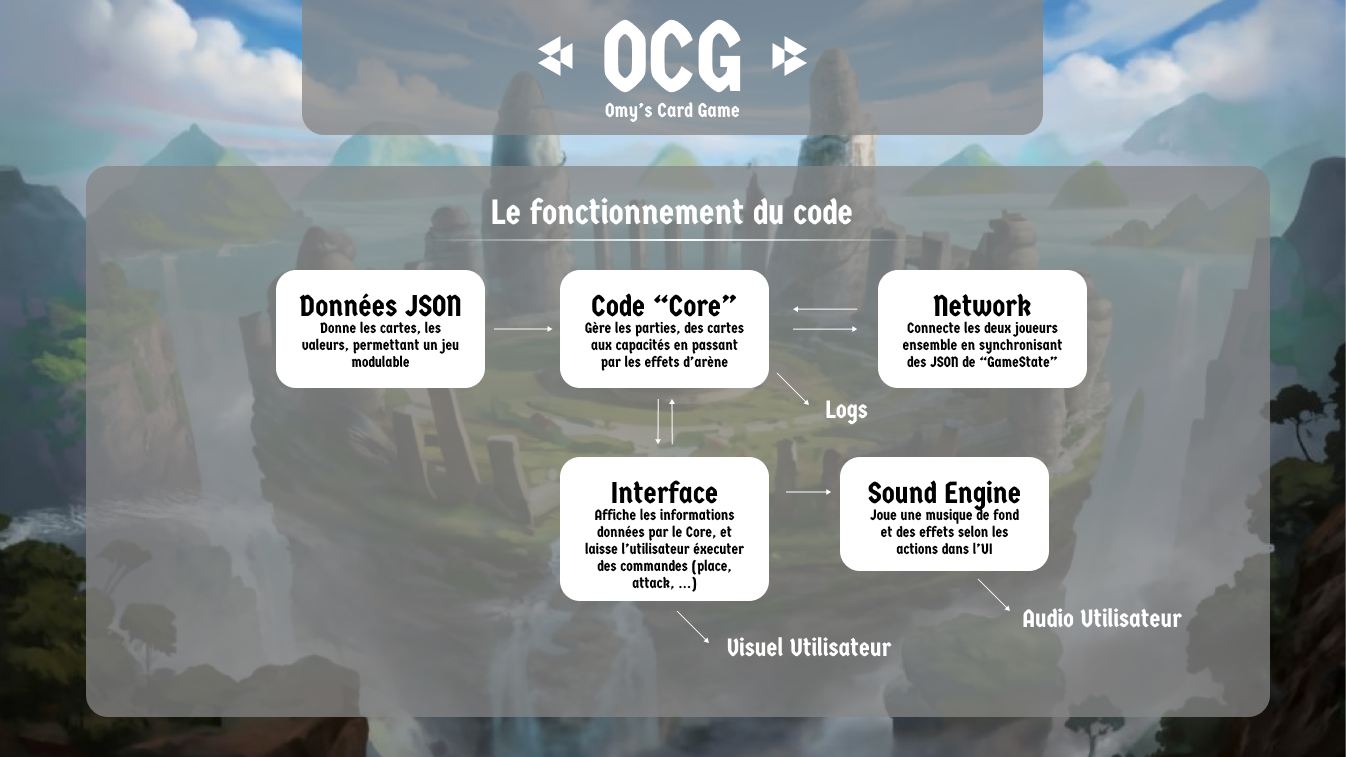 OCG
Omy's Card Game
Le fonctionnement du code
Données JSON
Donne les cartes, les
valeurs, permettant un jeu
modulable
Code “Core”
Gère les parties, des cartes
aux capacités en passant
par les effets d'arène
Network
Connecte les deux joueurs
ensemble en synchronisant
des JSON de “GameState”
Logs
Interface
Affiche les informations
données par le Core, et
laisse l'utilisateur éxecuter
des commandes (place,
attack, ...)
Sound Engine
Joue une musique de fond
et des effets selon les
actions dans l'UI
Audio Utilisateur
Visuel Utilisateur